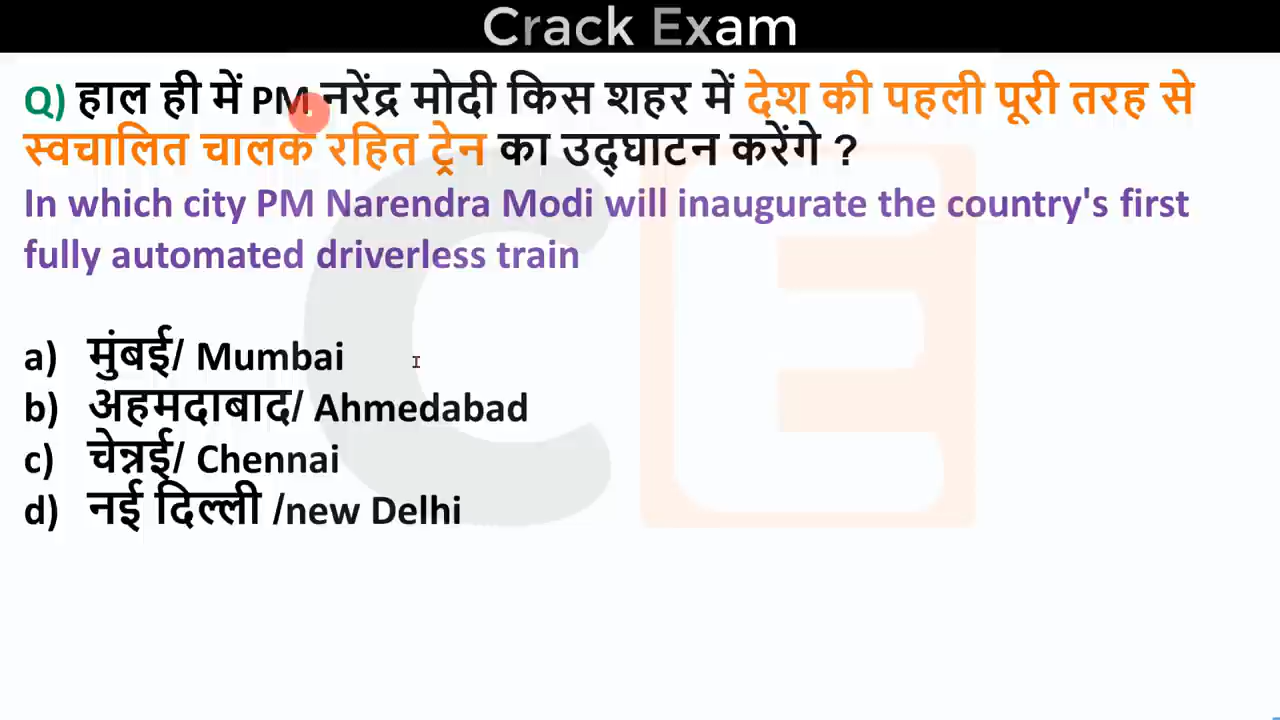 Crack Exam
Q) हाल ही में PM नरेंद्र मोदी किस शहर में देश की पहली पूरी तरह से
स्वचालित चालक रहित ट्रेन का उद्घाटन करेंगे ?
In which city PM Narendra Modi will inaugurate the country's first
fully automated driverless train
a) मुंबई/ Mumbai
b) अहमदाबाद/ Ahmedabad
c) चेन्नई/ Chennai
d) नई दिल्ली /new Delhi
CE